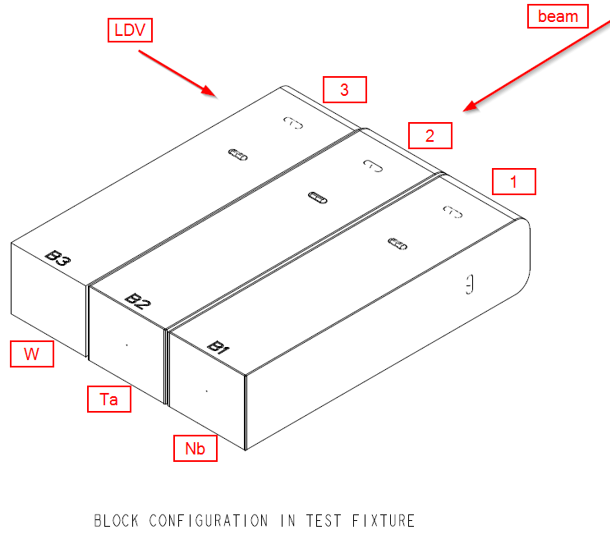 beam
LDV
3
2
1
B3
B2
B1
W
Ta
Nb
BLOCK CONFIGURATION IN TEST FIXTURE